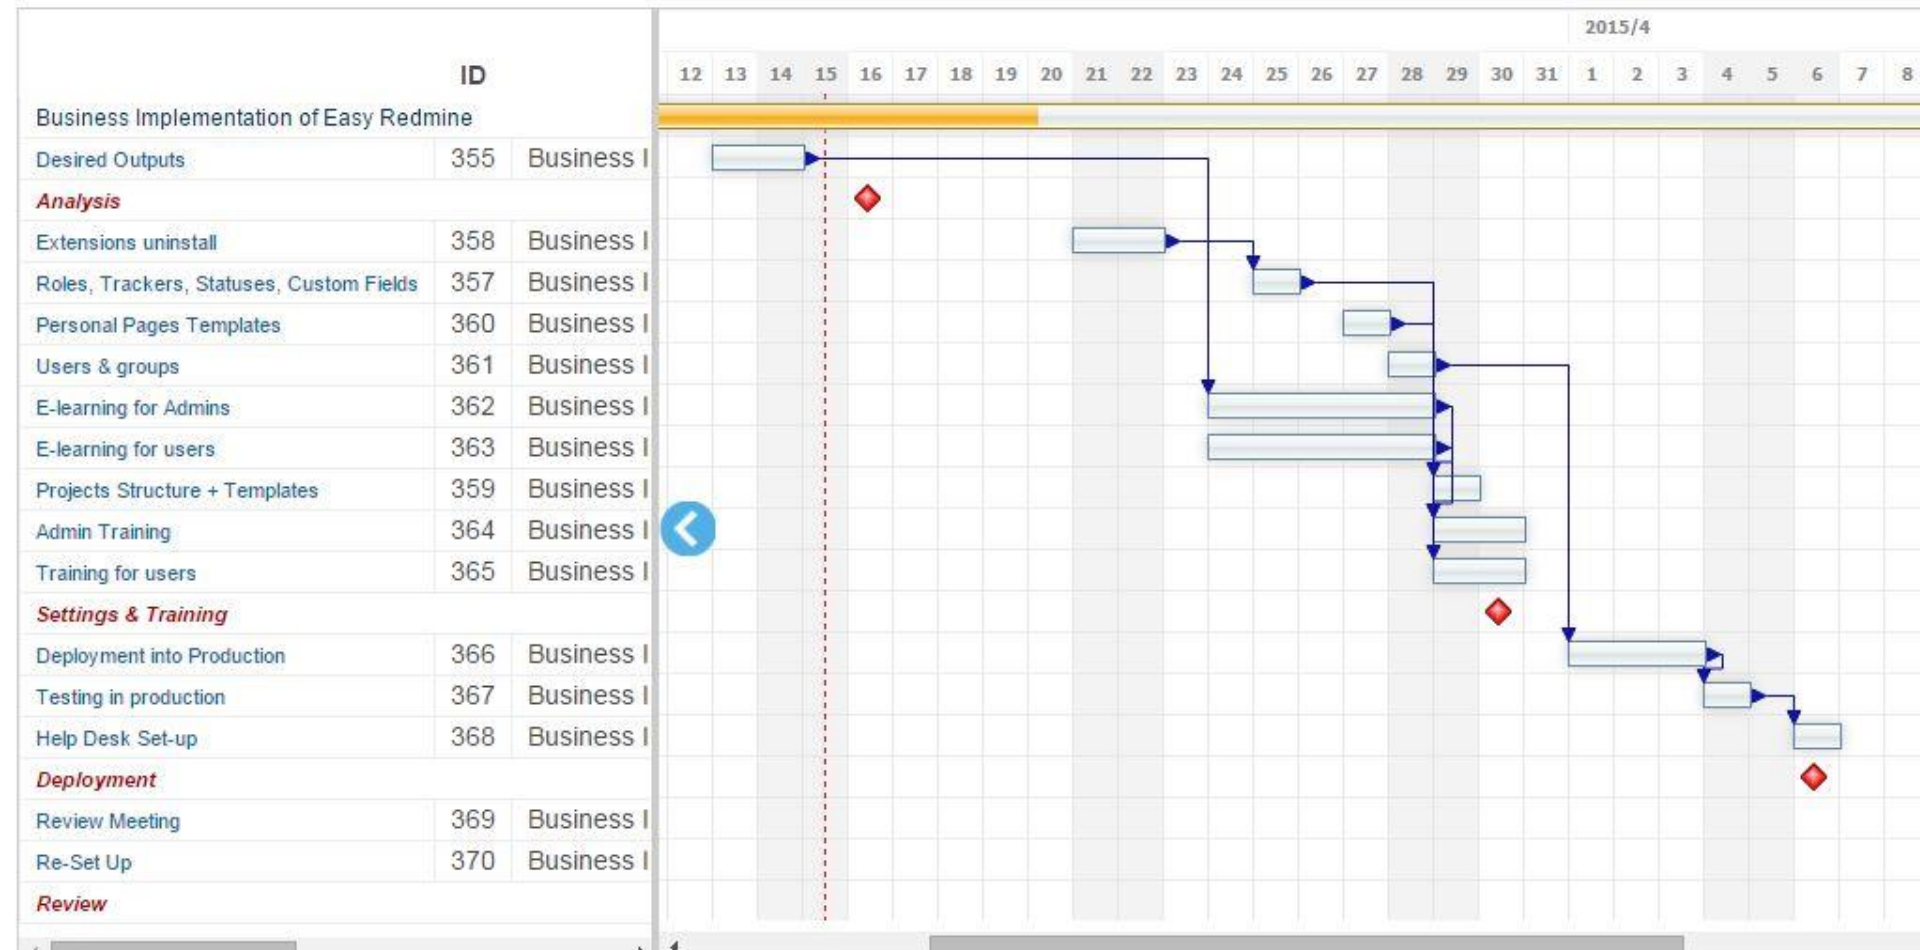 2015/4
ID 12 13 14 15 16 17 18 19 20 21 22 23 24 25 26 27 28 29 30 31 1 2 3 4 5 6 7 8
Business Implementation of Easy Redmine
Desired Outputs 355 Business I
Analysis
Extensions uninstall 358 Business I
Roles, Trackers, Statuses, Custom Fields 357 Business I
Personal Pages Templates 360 Business I
Users & groups 361 Business I
E-learning for Admins 362 Business I
E-learning for users 363 Business I
Projects Structure + Templates 359 Business I
Admin Training 364 Business I
Training for users 365 Business I
Settings & Training
Deployment into Production 366 Business I
Testing in production 367 Business I
Help Desk Set-up 368 Business I
Deployment
Review Meeting 369 Business I
Re-Set Up 370 Business I
Review